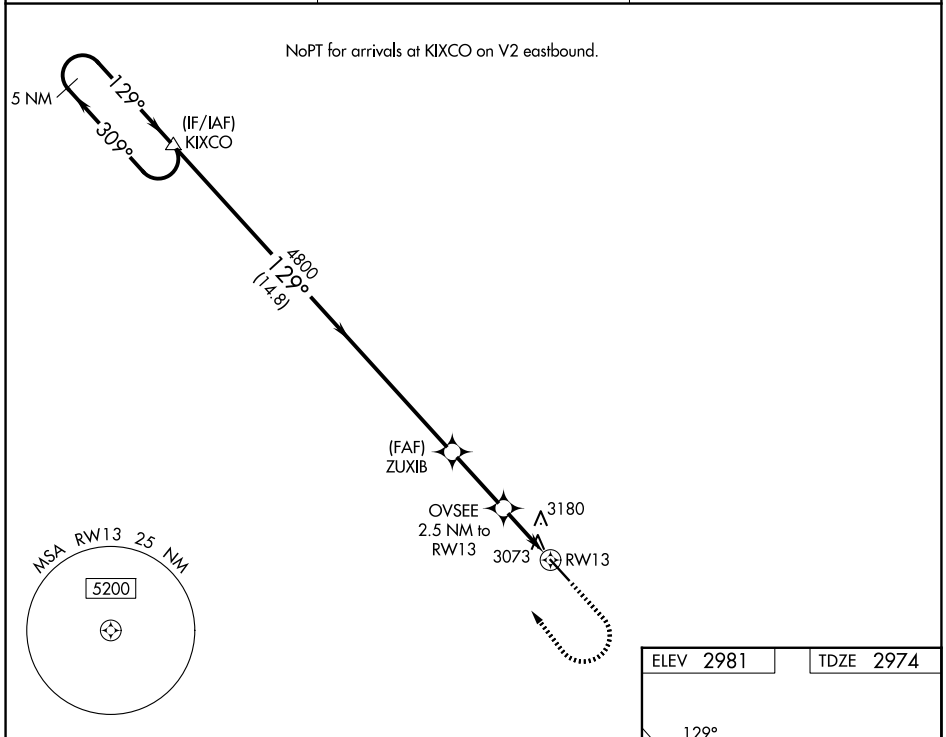 NoPT for arrivals at KIXCO on V2 eastbound.
5 NM
129°
309°
(IF/IAF)
KIXCO
4800
129°
(14.8)
(FAF)
ZUXIB
OVSEE
2.5 NM to
RW13
3180
3073
RW13
MSA RW13 25 NM
5200
ELEV 2981
TDZE 2974
129°